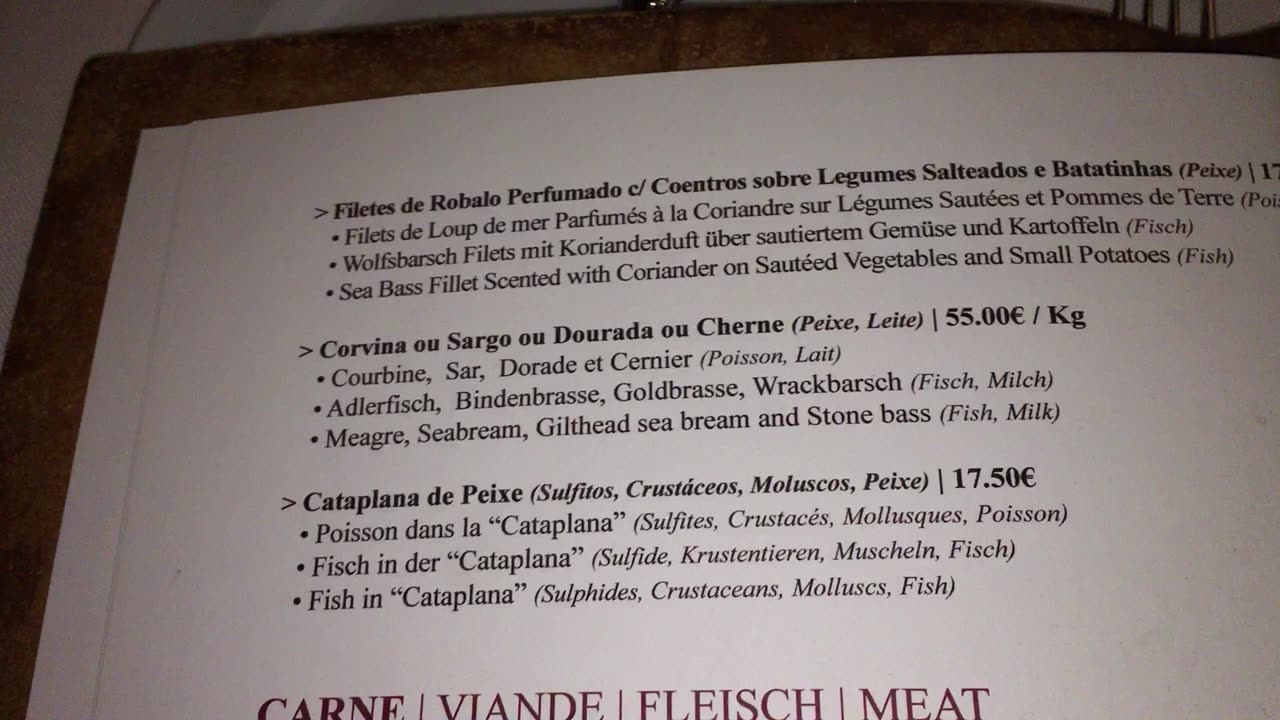 > Filetes de Robalo Perfumado c/ Coentros sobre Legumes Salteados e Batatinhas (Peixe) | 17
• Filets de Loup de mer Parfumés à la Coriandre sur Légumes Sautées et Pommes de Terre
• Wolfsbarsch Filets mit Korianderduft über sautiertem Gemüse und Kartoffeln (Fisch)
• Sea Bass Fillet Scented with Coriander on Sautéed Vegetables and Small Potatoes (Fish)
> Corvina ou Sargo ou Dourada ou Cherne (Peixe, Leite) | 55.00€ / Kg
• Courbine, Sar, Dorade et Cernier (Poisson, Lait)
• Adlerfisch, Bindenbrasse, Goldbrasse, Wrackbarsch (Fisch, Milch)
• Meagre, Seabream, Gilthead sea bream and Stone bass (Fish, Milk)
> Cataplana de Peixe (Sulfitos, Crustáceos, Moluscos, Peixe) | 17.50€
• Poisson dans la “Cataplana” (Sulfites, Crustacés, Mollusques, Poisson)
• Fisch in der “Cataplana” (Sulfide, Krustentieren, Muscheln, Fisch)
• Fish in “Cataplana” (Sulphides, Crustaceans, Molluscs, Fish)
CARNE | VIANDE | FLEISCH | MEAT